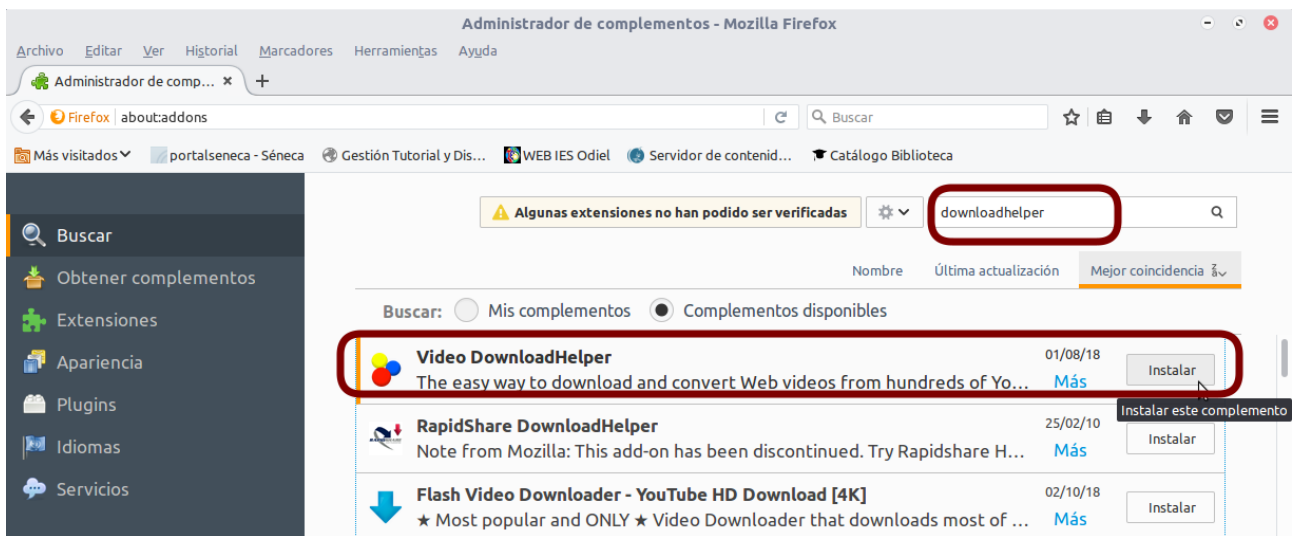 Administrador de complementos - Mozilla Firefox
Archivo Editar Ver Historial Marcadores Herramientas Ayuda
Administrador de comp... × +
Firefox about:addons Buscar
Más visitados portalseneca - Séneca Gestión Tutorial y Dis... WEB IES Odiel Servidor de contenid... Catálogo Biblioteca
Algunas extensiones no han podido ser verificadas downloadhelper
Buscar
Obtener complementos
Extensiones
Apariencia
Plugins
Idiomas
Servicios
Nombre Última actualización Mejor coincidencia
Buscar: Mis complementos Complementos disponibles
Video DownloadHelper 01/08/18 Instalar
The easy way to download and convert Web videos from hundreds of Yo... Más
Instalar este complemento
RapidShare DownloadHelper 25/02/10 Instalar
Note from Mozilla: This add-on has been discontinued. Try Rapidshare H... Más
Flash Video Downloader - YouTube HD Download [4K] 02/10/18 Instalar
★ Most popular and ONLY ★ Video Downloader that downloads most of ... Más